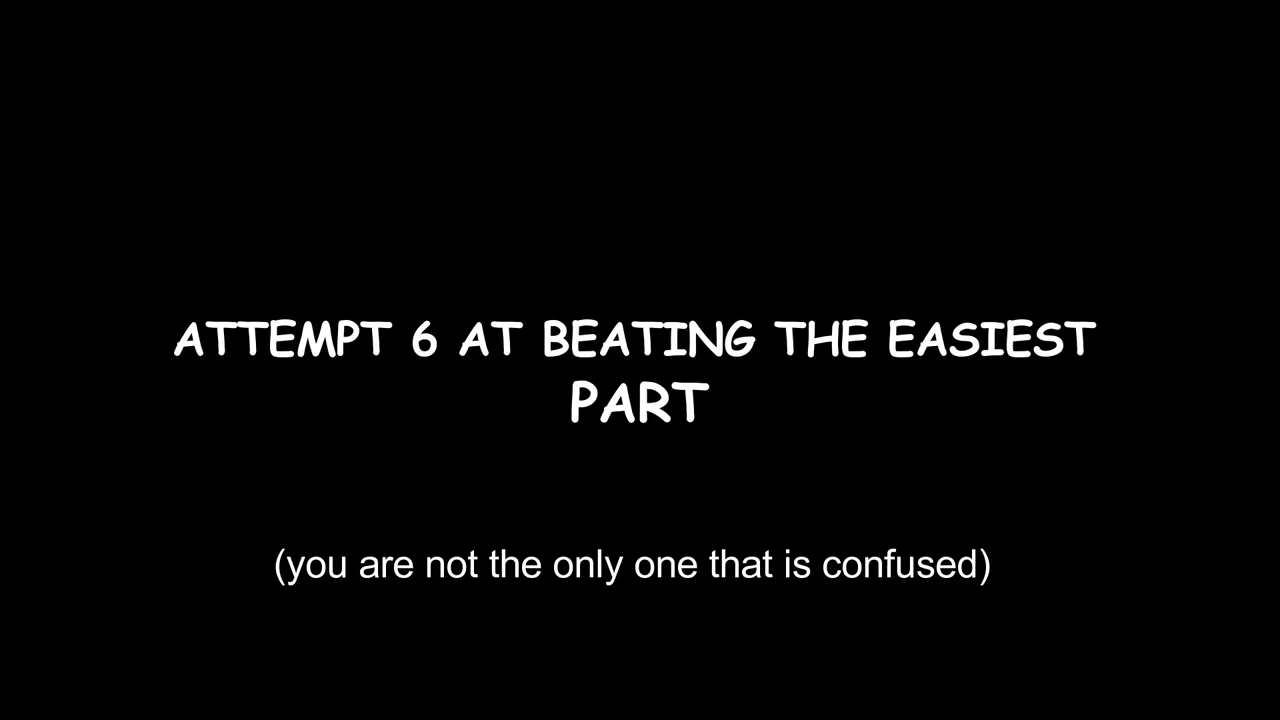 ATTEMPT 6 AT BEATING THE EASIEST
PART
(you are not the only one that is confused)